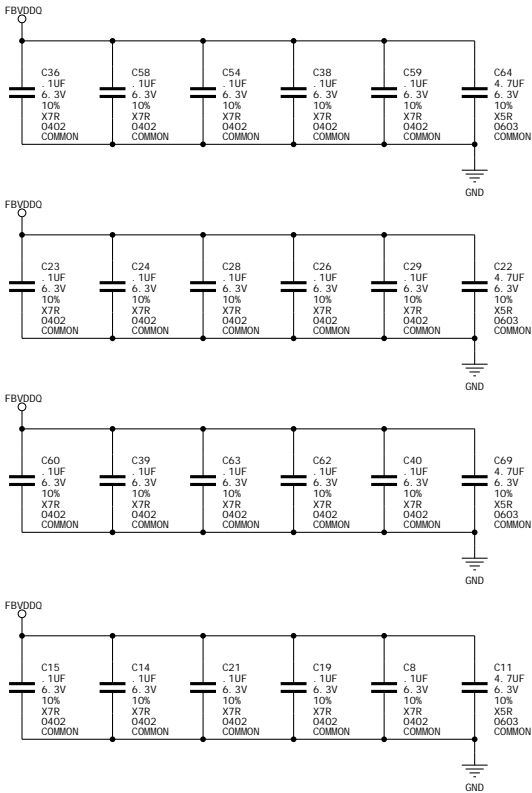 FBVDDQ
C36 C58 C54 C38 C59 C64
.1UF .1UF .1UF .1UF .1UF 4.7UF
6.3V 6.3V 6.3V 6.3V 6.3V 6.3V
10% 10% 10% 10% 10% 10%
X7R X7R X7R X7R X7R X5R
0402 0402 0402 0402 0402 0603
COMMON COMMON COMMON COMMON COMMON COMMON
GND
FBVDDQ
C23 C24 C28 C26 C29 C22
.1UF .1UF .1UF .1UF .1UF 4.7UF
6.3V 6.3V 6.3V 6.3V 6.3V 6.3V
10% 10% 10% 10% 10% 10%
X7R X7R X7R X7R X7R X5R
0402 0402 0402 0402 0402 0603
COMMON COMMON COMMON COMMON COMMON COMMON
GND
FBVDDQ
C60 C39 C63 C62 C40 C69
.1UF .1UF .1UF .1UF .1UF 4.7UF
6.3V 6.3V 6.3V 6.3V 6.3V 6.3V
10% 10% 10% 10% 10% 10%
X7R X7R X7R X7R X7R X5R
0402 0402 0402 0402 0402 0603
COMMON COMMON COMMON COMMON COMMON COMMON
GND
FBVDDQ
C15 C14 C21 C19 C8 C11
.1UF .1UF .1UF .1UF .1UF 4.7UF
6.3V 6.3V 6.3V 6.3V 6.3V 6.3V
10% 10% 10% 10% 10% 10%
X7R X7R X7R X7R X7R X5R
0402 0402 0402 0402 0402 0603
COMMON COMMON COMMON COMMON COMMON COMMON
GND